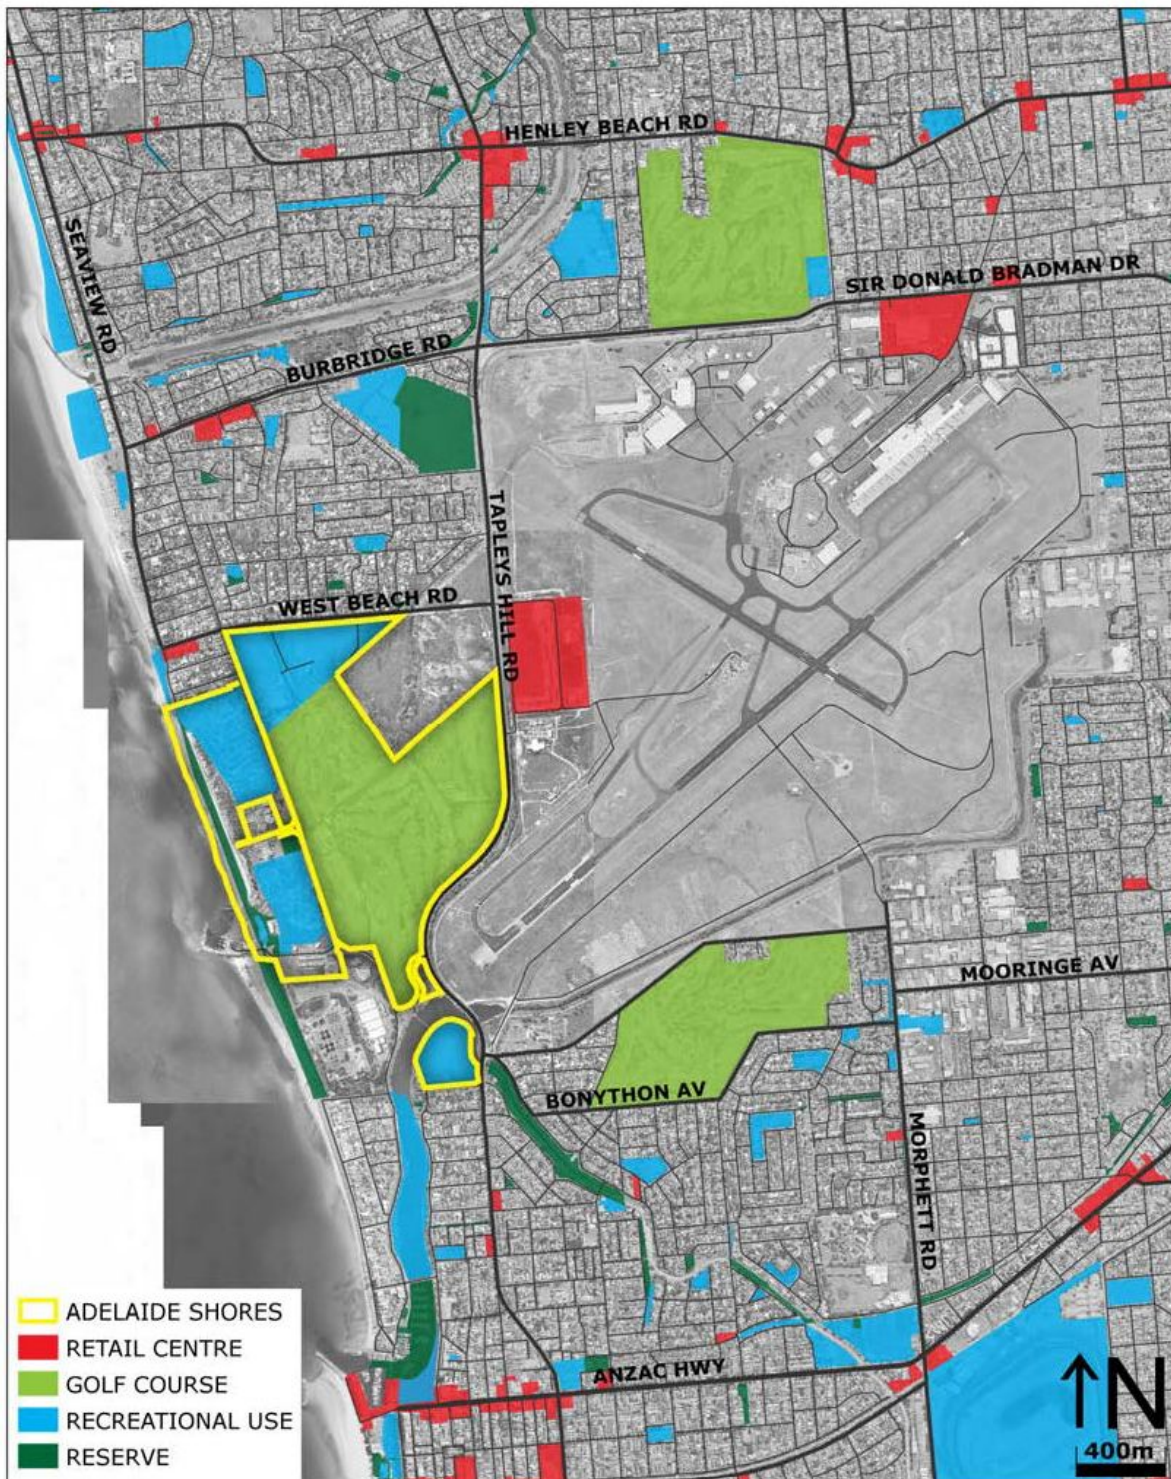 HENLEY BEACH RD
SEAVIEW RD
SIR DONALD BRADMAN DR
BURBRIDGE RD
TAPLEYS HILL RD
WEST BEACH RD
MOORINGE AV
BONYTHON AV
MORPHETT RD
ANZAC HWY
ADELAIDE SHORES
RETAIL CENTRE
GOLF COURSE
RECREATIONAL USE
RESERVE
N
400m